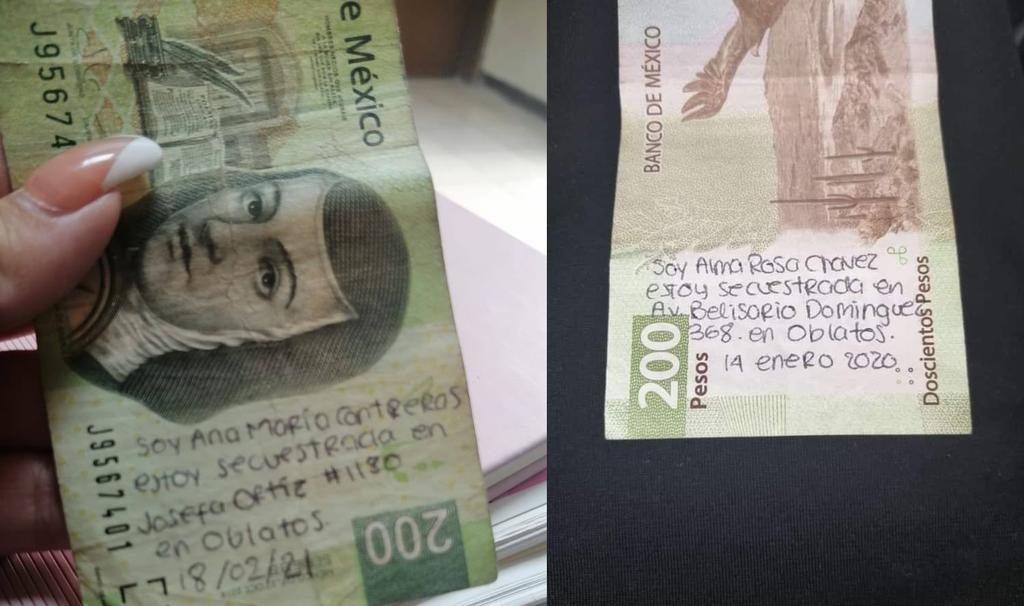 e México
J95674
Soy Ana María Contreras
estoy secuestrada en
Josefa Ortiz #1180
en Oblatos.
18/02/21
J9567401
200
BANCO DE MÉXICO
Soy Alma Rosa Chavez
estoy secuestrada en
Av. Belisario Dominguez
368. en Oblatos.
14 enero 2020
200
Pesos
Doscientos Pesos